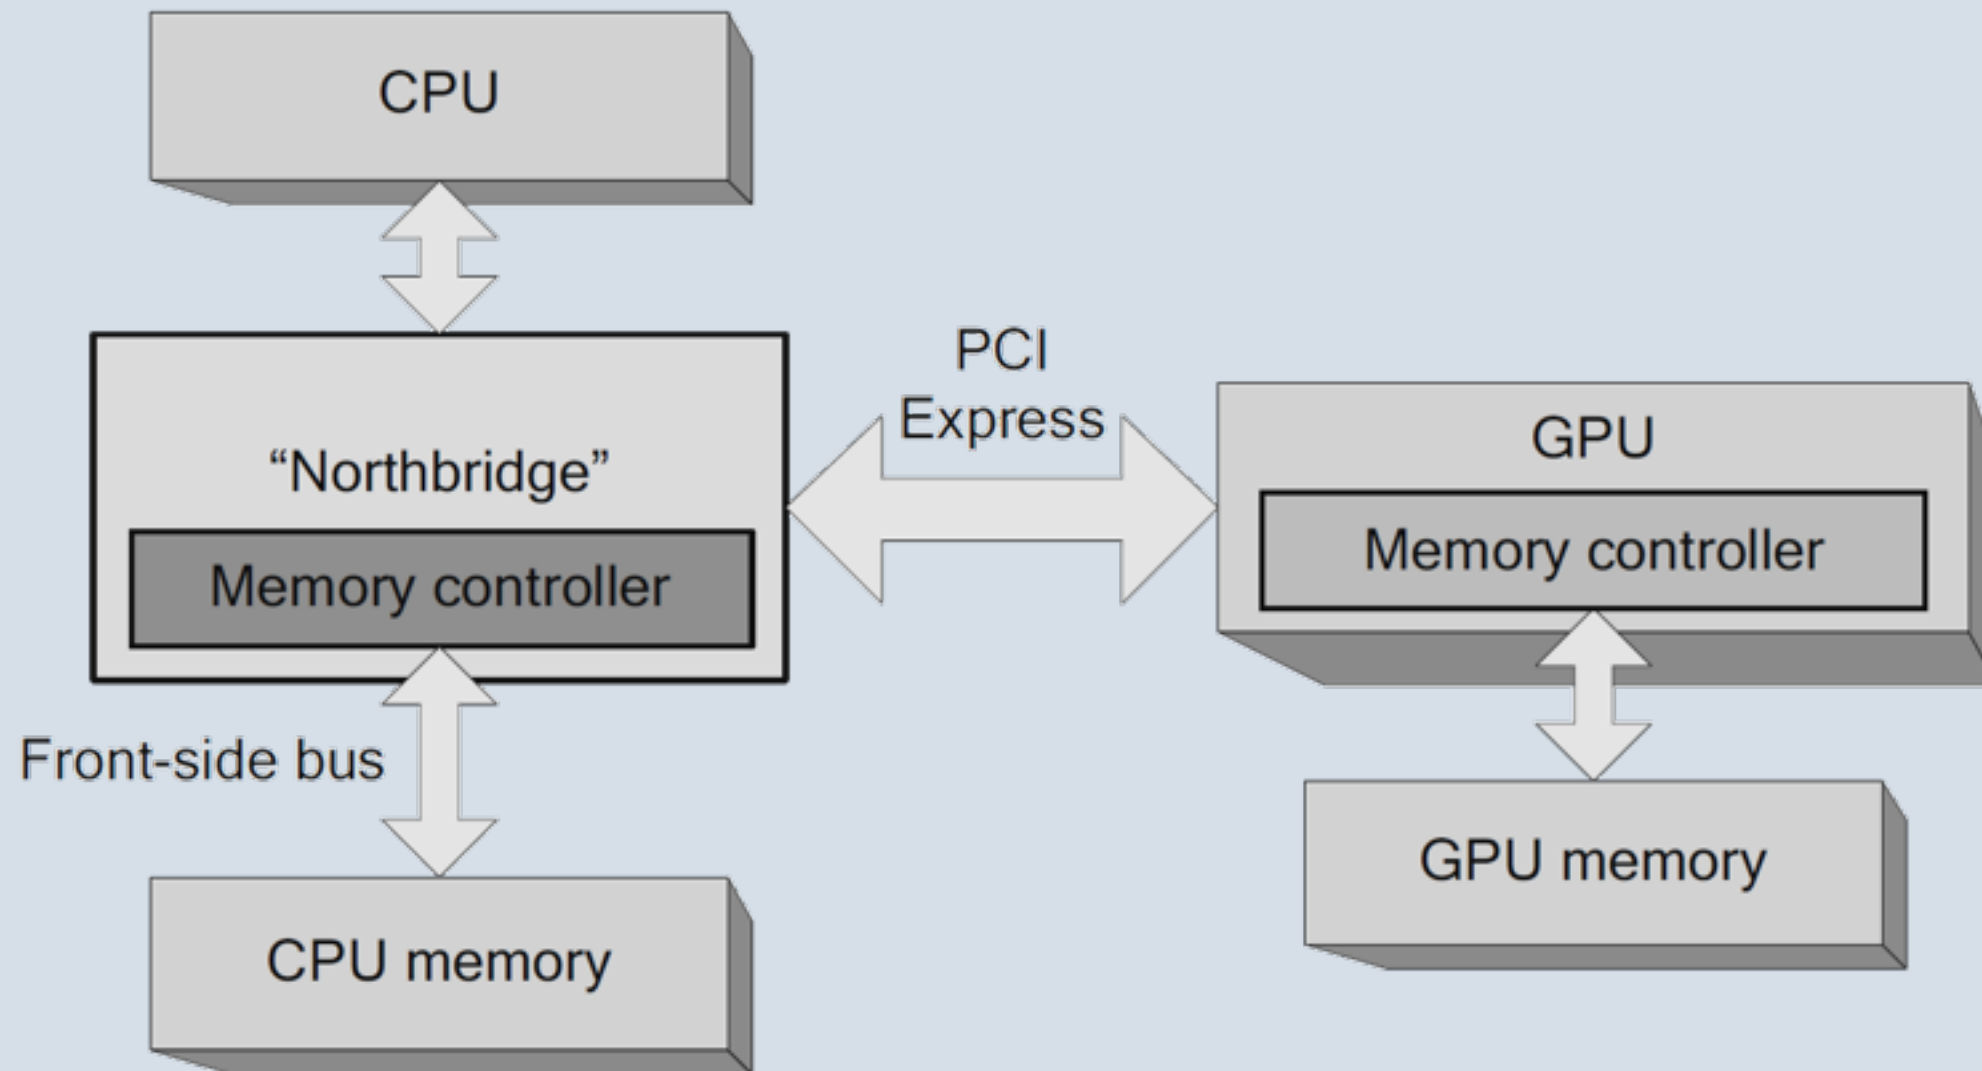 CPU
PCI
Express
“Northbridge”
Memory controller
GPU
Memory controller
Front-side bus
CPU memory
GPU memory